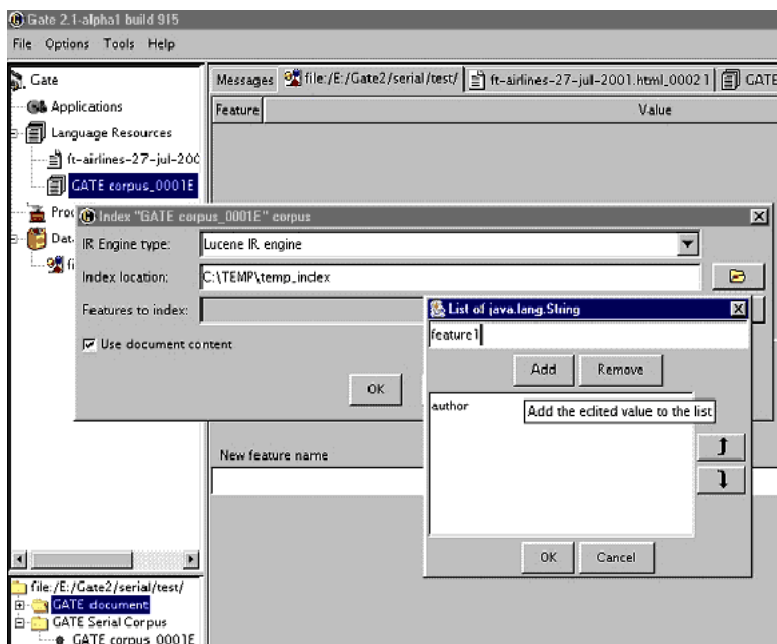 Gate 2.1-alpha1 build 915
File Options Tools Help
Gate
Applications
Language Resources
ft-airlines-27-jul-200
GATE corpus_0001E
Messages file:/E:/Gate2/serial/test/ ft-airlines-27-jul-2001.html_00021 GATE
Feature Value
Index "GATE corpus_0001E" corpus
IR Engine type: Lucene IR engine
Index location: C:\TEMP\temp_index
Features to index:
Use document content
OK
List of java.lang.String
feature1
Add Remove
author
Add the edited value to the list
OK Cancel
New feature name
file:/E:/Gate2/serial/test/
GATE document
GATE Serial Corpus
GATE corpus_0001E